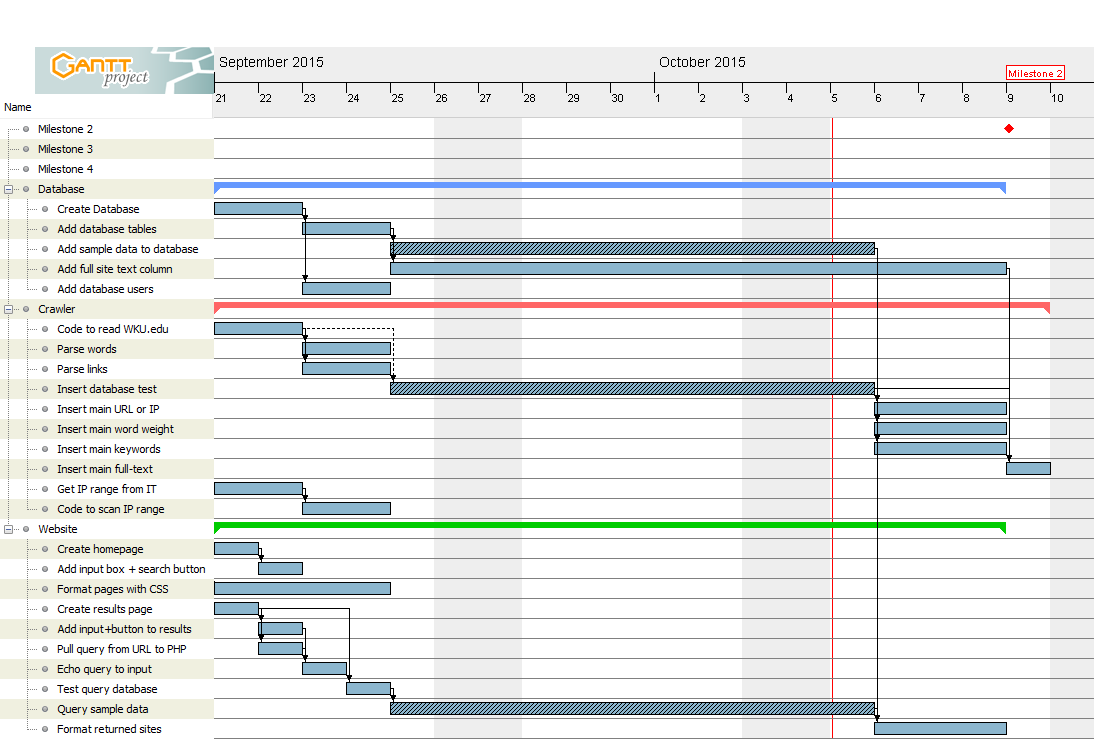 GANTT
project
September 2015
October 2015
Milestone 2
21 22 23 24 25 26 27 28 29 30 1 2 3 4 5 6 7 8 9 10
Name
Milestone 2
Milestone 3
Milestone 4
Database
Create Database
Add database tables
Add sample data to database
Add full site text column
Add database users
Crawler
Code to read WKU.edu
Parse words
Parse links
Insert database test
Insert main URL or IP
Insert main word weight
Insert main keywords
Insert main full-text
Get IP range from IT
Code to scan IP range
Website
Create homepage
Add input box + search button
Format pages with CSS
Create results page
Add input+button to results
Pull query from URL to PHP
Echo query to input
Test query database
Query sample data
Format returned sites